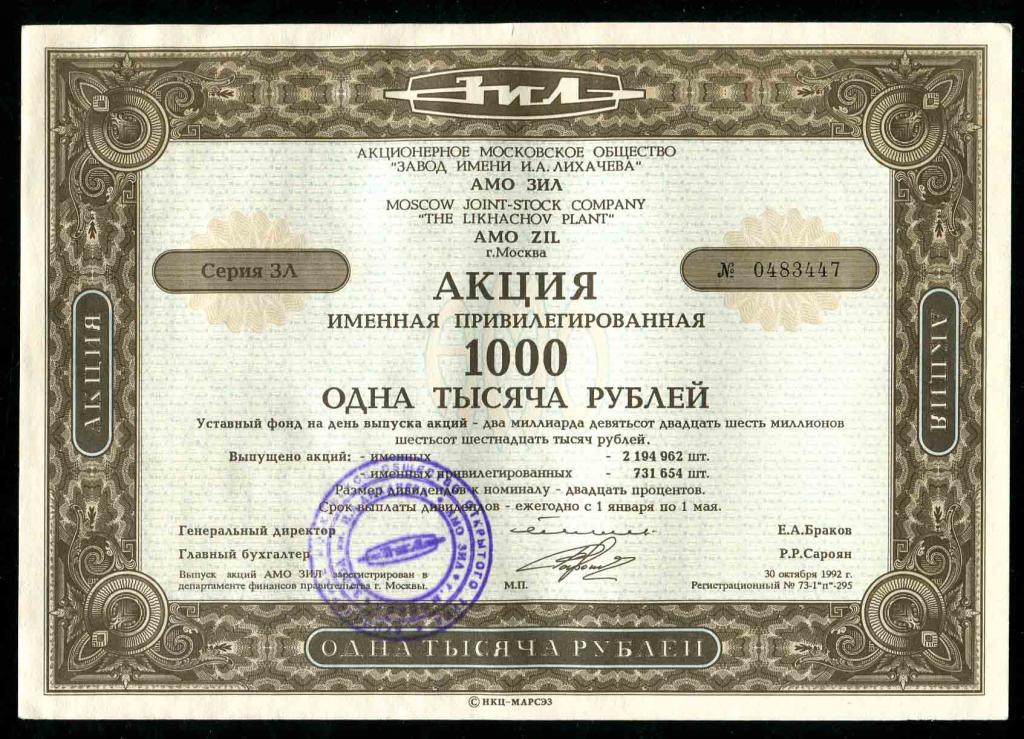 ЗИЛ
АКЦИОНЕРНОЕ МОСКОВСКОЕ ОБЩЕСТВО
"ЗАВОД ИМЕНИ И.А.ЛИХАЧЕВА"
АМО ЗИЛ
MOSCOW JOINT-STOCK COMPANY
"THE LIKHACHOV PLANT"
AMO ZIL
г.Москва
Серия ЗЛ
№ 0483447
АКЦИЯ
ИМЕННАЯ ПРИВИЛЕГИРОВАННАЯ
1000
ОДНА ТЫСЯЧА РУБЛЕЙ
АКЦИЯ
АКЦИЯ
Уставный фонд на день выпуска акций - два миллиарда девятьсот двадцать шесть миллионов
шестьсот шестнадцать тысяч рублей.
Выпущено акций: - именных - 2 194 962 шт.
- именных привилегированных - 731 654 шт.
Размер дивидендов к номиналу - двадцать процентов.
Срок выплаты дивидендов - ежегодно с 1 января по 1 мая.
Генеральный директор Е.А.Браков
Главный бухгалтер Р.Р.Сароян
Выпуск акций АМО ЗИЛ зарегистрирован в
департаменте финансов правительства г. Москвы.
М.П.
30 октября 1992 г.
Регистрационный № 73-1"п"-295
ОТКРЫТОГО
АМО ЗИЛ
ОДНА ТЫСЯЧА РУБЛЕЙ
© НКЦ-МАРСЭЗ